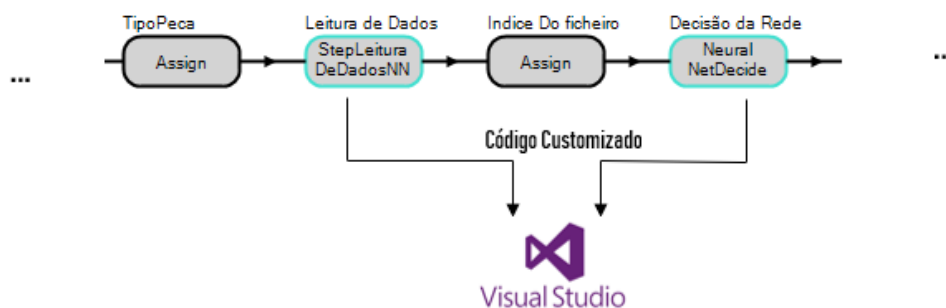 TipoPeca
Leitura de Dados
Indice Do ficheiro
Decisão da Rede
Assign
StepLeitura
DeDadosNN
Assign
Neural
NetDecide
...
..
Código Customizado
Visual Studio